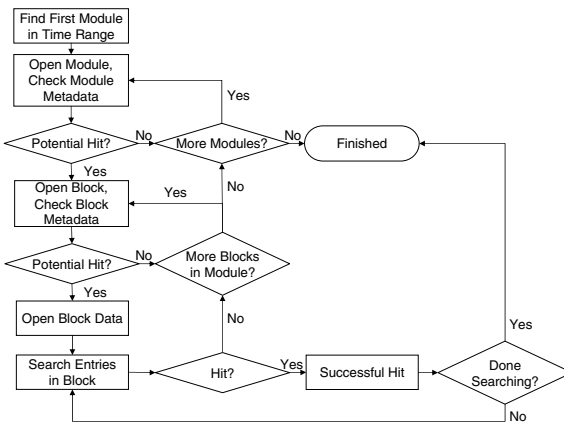 Find First Module
in Time Range
Open Module,
Check Module
Metadata
Yes
Potential Hit?
No
More Modules?
No
Finished
Yes
No
Open Block,
Check Block
Metadata
Yes
Potential Hit?
No
More Blocks
in Module?
Yes
Open Block Data
No
Yes
Search Entries
in Block
Hit?
Yes
Successful Hit
Done
Searching?
No